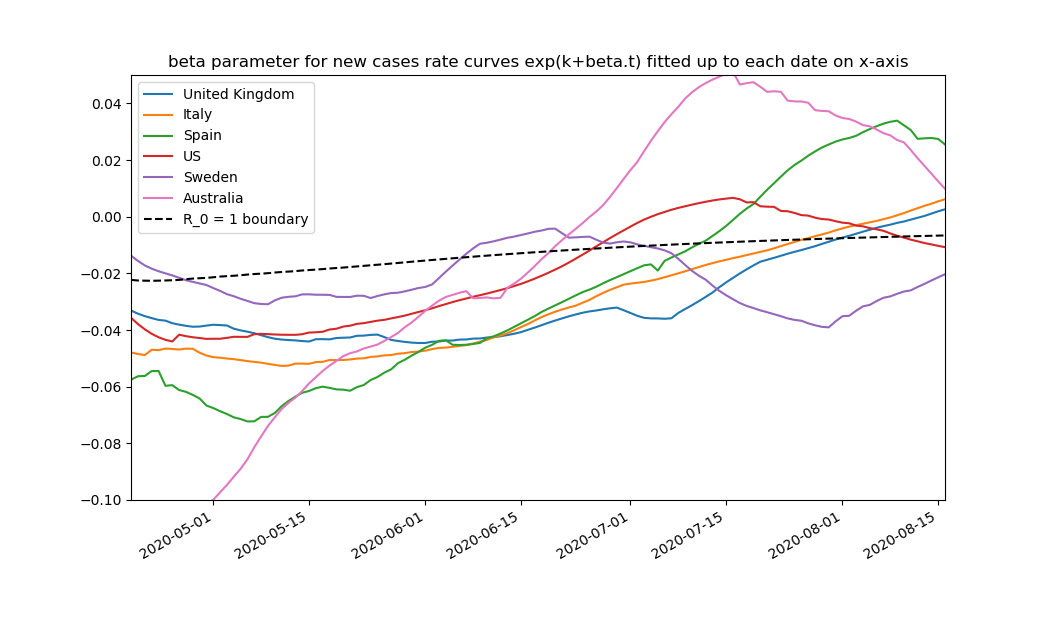 beta parameter for new cases rate curves exp(k+beta.t) fitted up to each date on x-axis
0.04
0.02
0.00
−0.02
−0.04
−0.06
−0.08
−0.10
United Kingdom
Italy
Spain
US
Sweden
Australia
R_0 = 1 boundary
2020-05-01
2020-05-15
2020-06-01
2020-06-15
2020-07-01
2020-07-15
2020-08-01
2020-08-15